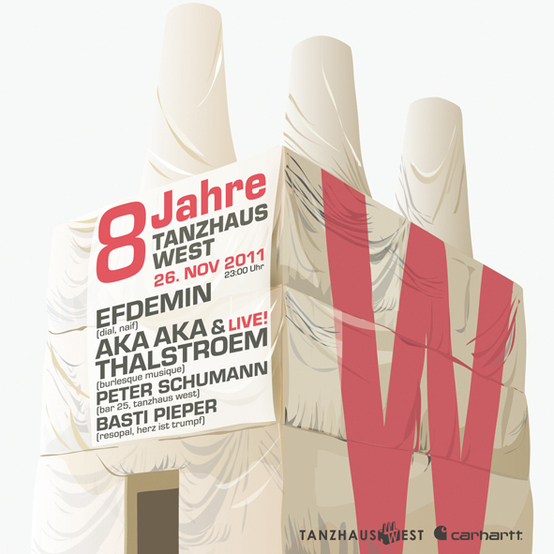 8 Jahre
TANZHAUS
WEST
26. NOV 2011
23:00 Uhr
EFDEMIN
(dial, naif)
AKA AKA & LIVE!
THALSTROEM
(burlesque musique)
PETER SCHUMANN
(bar 25, tanzhaus west)
BASTI PIEPER
(resopal, herz ist trumpf)
W
TANZHAUS WEST
carhartt